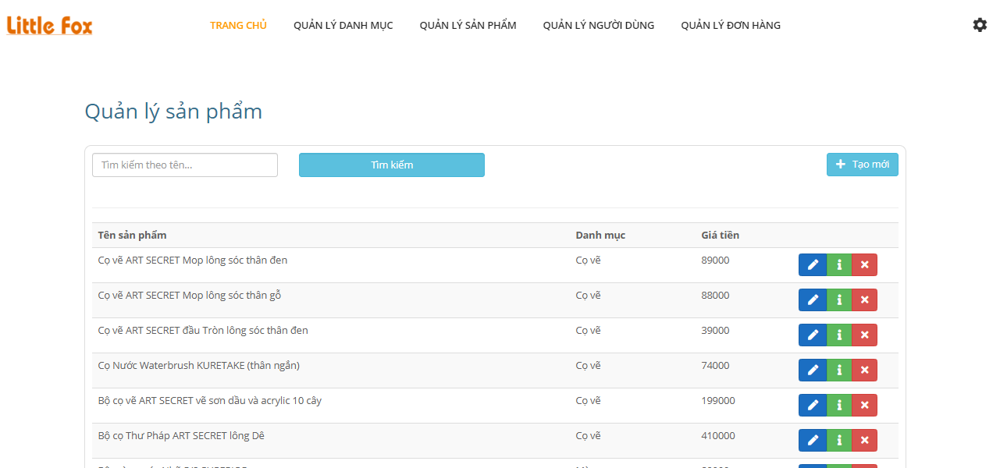 Little Fox
TRANG CHỦ QUẢN LÝ DANH MỤC QUẢN LÝ SẢN PHẨM QUẢN LÝ NGƯỜI DÙNG QUẢN LÝ ĐƠN HÀNG
Quản lý sản phẩm
Tìm kiếm theo tên... Tìm kiếm Tạo mới
Tên sản phẩm Danh mục Giá tiền
Cọ vẽ ART SECRET Mop lông sóc thân đen Cọ vẽ 89000
Cọ vẽ ART SECRET Mop lông sóc thân gỗ Cọ vẽ 88000
Cọ vẽ ART SECRET đầu Tròn lông sóc thân đen Cọ vẽ 39000
Cọ Nước Waterbrush KURETAKE (thân ngắn) Cọ vẽ 74000
Bộ cọ vẽ ART SECRET vẽ sơn dầu và acrylic 10 cây Cọ vẽ 199000
Bộ cọ Thư Pháp ART SECRET lông Dê Cọ vẽ 410000